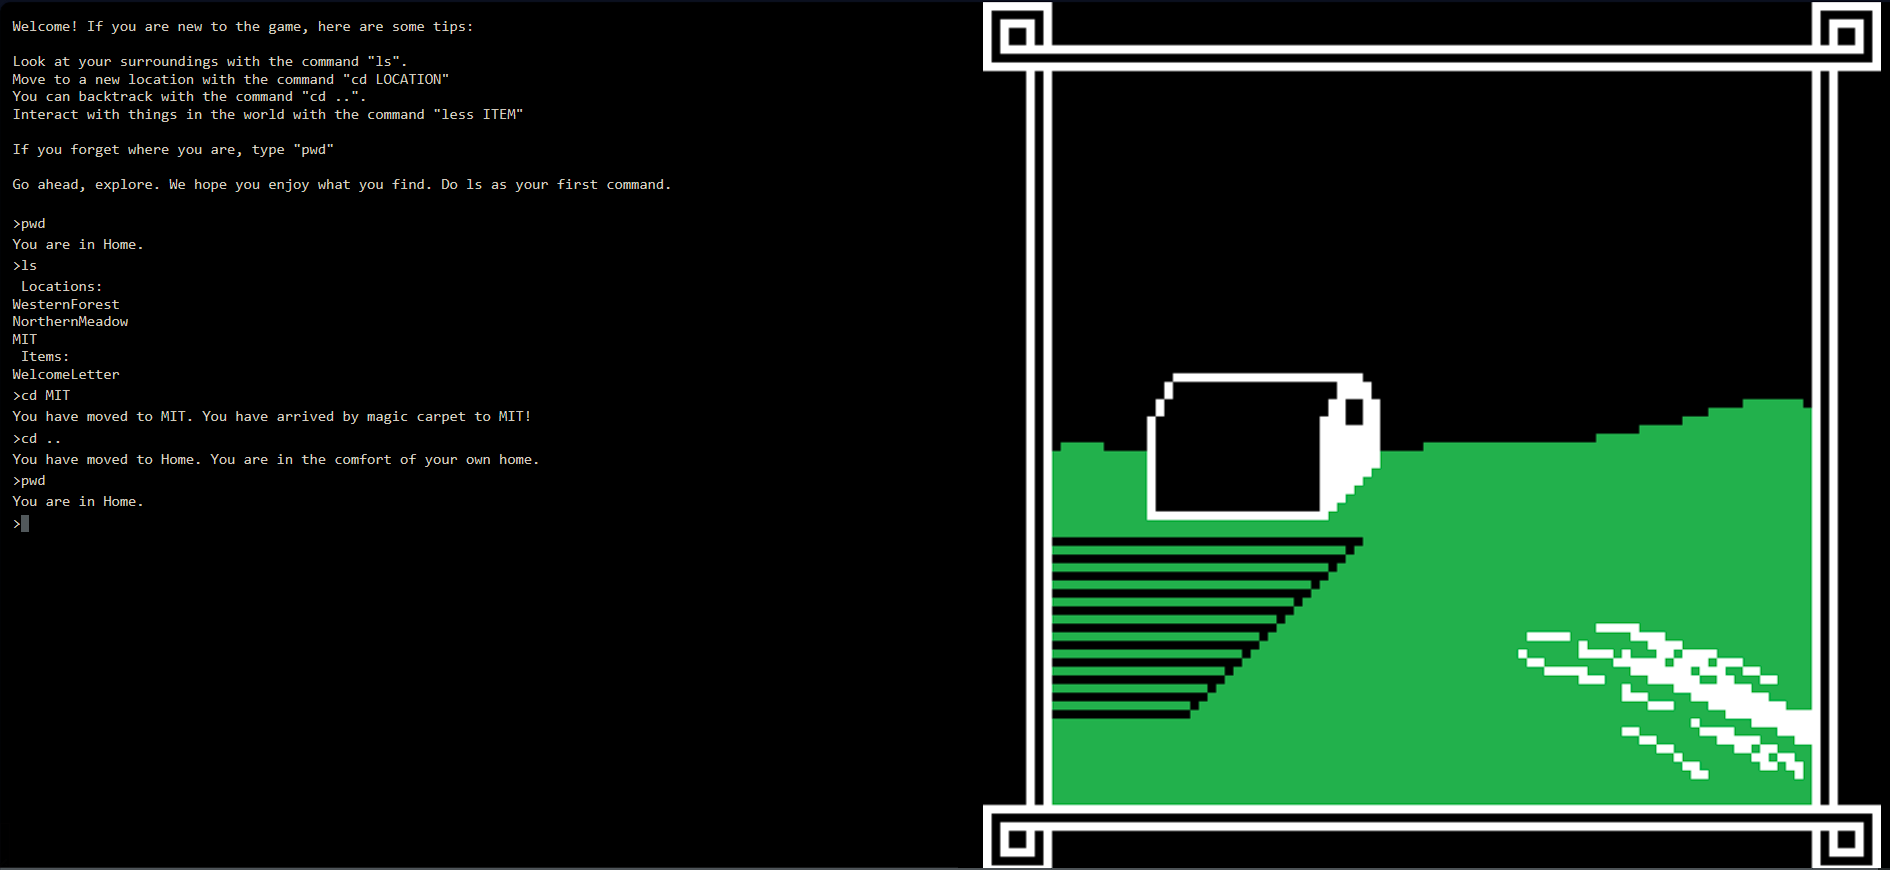 Welcome! If you are new to the game, here are some tips:
Look at your surroundings with the command "ls".
Move to a new location with the command "cd LOCATION"
You can backtrack with the command "cd ..".
Interact with things in the world with the command "less ITEM"
If you forget where you are, type "pwd"
Go ahead, explore. We hope you enjoy what you find. Do ls as your first command.
>pwd
You are in Home.
>ls
Locations:
WesternForest
NorthernMeadow
MIT
Items:
WelcomeLetter
>cd MIT
You have moved to MIT. You have arrived by magic carpet to MIT!
>cd ..
You have moved to Home. You are in the comfort of your own home.
>pwd
You are in Home.
>